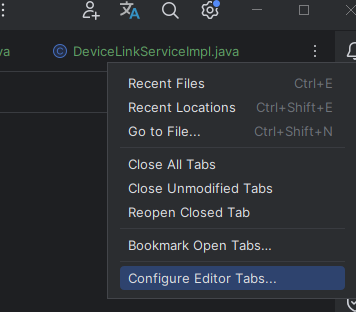 va
DeviceLinkServiceImpl.java
Recent Files Ctrl+E
Recent Locations Ctrl+Shift+E
Go to File... Ctrl+Shift+N
Close All Tabs
Close Unmodified Tabs
Reopen Closed Tab
Bookmark Open Tabs...
Configure Editor Tabs...